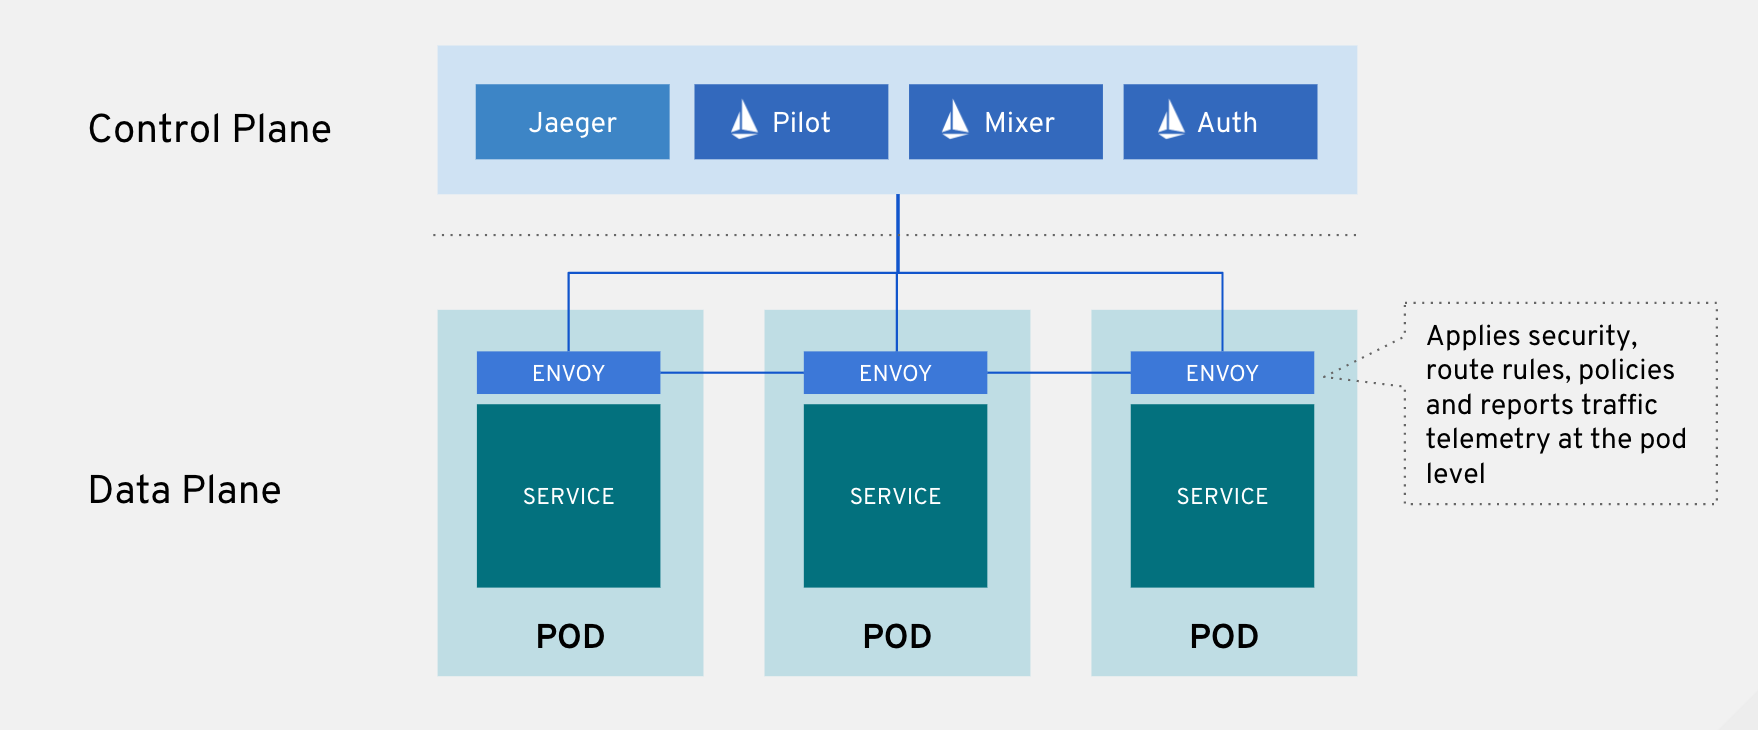 Control Plane
Jaeger
Pilot
Mixer
Auth
Data Plane
ENVOY
ENVOY
ENVOY
SERVICE
SERVICE
SERVICE
POD
POD
POD
Applies security,
route rules, policies
and reports traffic
telemetry at the pod
level